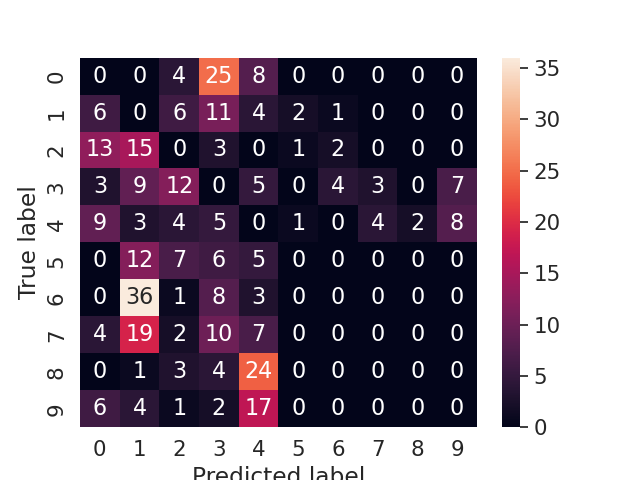 0 0 0 4 25 8 0 0 0 0 0
1 6 0 6 11 4 2 1 0 0 0
2 13 15 0 3 0 1 2 0 0 0
3 3 9 12 0 5 0 4 3 0 7
4 9 3 4 5 0 1 0 4 2 8
5 0 12 7 6 5 0 0 0 0 0
6 0 36 1 8 3 0 0 0 0 0
7 4 19 2 10 7 0 0 0 0 0
8 0 1 3 4 24 0 0 0 0 0
9 6 4 1 2 17 0 0 0 0 0
0 1 2 3 4 5 6 7 8 9
Predicted label
True label
35
30
25
20
15
10
5
0